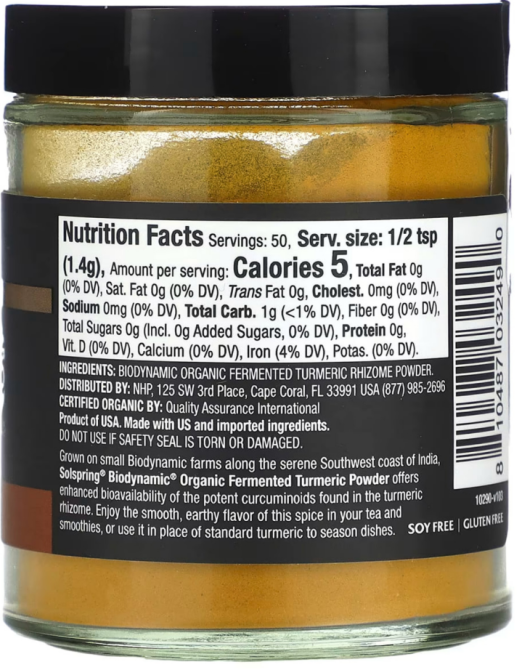 Nutrition Facts Servings: 50, Serv. size: 1/2 tsp
(1.4g), Amount per serving: Calories 5, Total Fat 0g
(0% DV), Sat. Fat 0g (0% DV), Trans Fat 0g, Cholest. 0mg (0% DV),
Sodium 0mg (0% DV), Total Carb. 1g (<1% DV), Fiber 0g (0% DV),
Total Sugars 0g (Incl. 0g Added Sugars, 0% DV), Protein 0g,
Vit. D (0% DV), Calcium (0% DV), Iron (4% DV), Potas. (0% DV).
INGREDIENTS: BIODYNAMIC ORGANIC FERMENTED TURMERIC RHIZOME POWDER.
DISTRIBUTED BY: NHP, 125 SW 3rd Place, Cape Coral, FL 33991 USA (877) 985-2696
CERTIFIED ORGANIC BY: Quality Assurance International
Product of USA. Made with US and imported ingredients.
DO NOT USE IF SAFETY SEAL IS TORN OR DAMAGED.
Grown on small Biodynamic farms along the serene Southwest coast of India,
Solspring® Biodynamic® Organic Fermented Turmeric Powder offers
enhanced bioavailability of the potent curcuminoids found in the turmeric
rhizome. Enjoy the smooth, earthy flavor of this spice in your tea and
smoothies, or use it in place of standard turmeric to season dishes.
8 10487 03249 0
10290-v103
SOY FREE | GLUTEN FREE